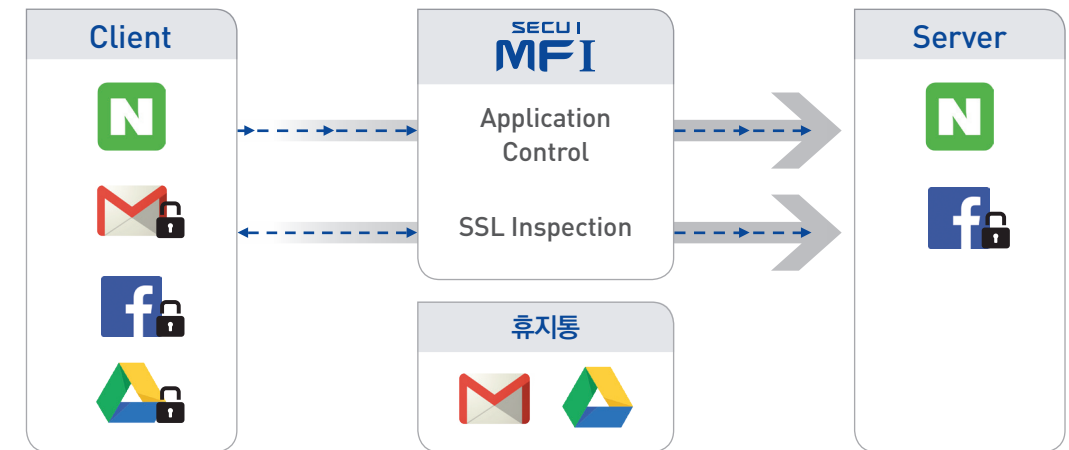 Client
N
f
SECUI
MFI
Application
Control
SSL Inspection
휴지통
Server
N
f